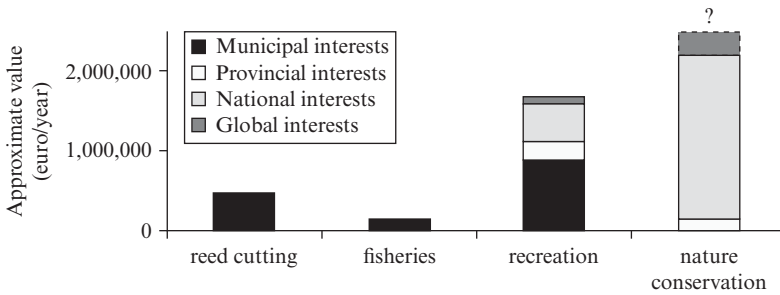 ?
Approximate value
(euro/year)
2,000,000
1,000,000
0
Municipal interests
Provincial interests
National interests
Global interests
reed cutting
fisheries
recreation
nature
conservation